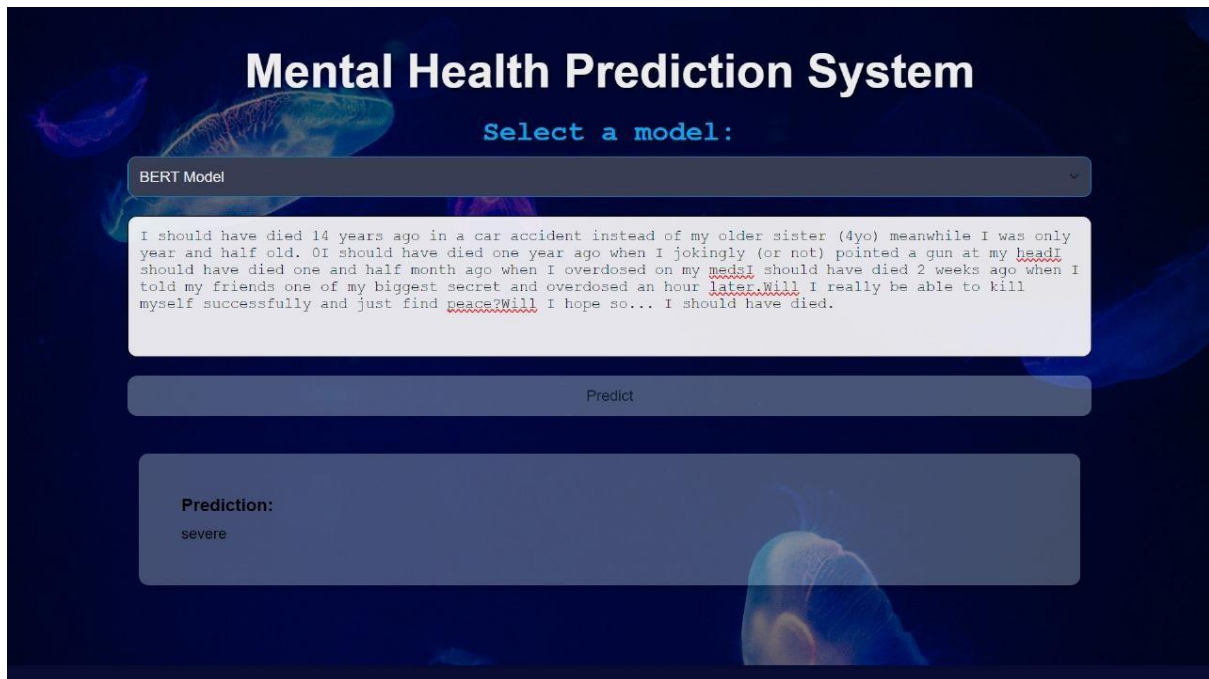 Mental Health Prediction System
Select a model:
BERT Model
I should have died 14 years ago in a car accident instead of my older sister (4yo) meanwhile I was only
year and half old. 0I should have died one year ago when I jokingly (or not) pointed a gun at my headI
should have died one and half month ago when I overdosed on my medsI should have died 2 weeks ago when I
told my friends one of my biggest secret and overdosed an hour later.Will I really be able to kill
myself successfully and just find peace?Will I hope so... I should have died.
Predict
Prediction:
severe